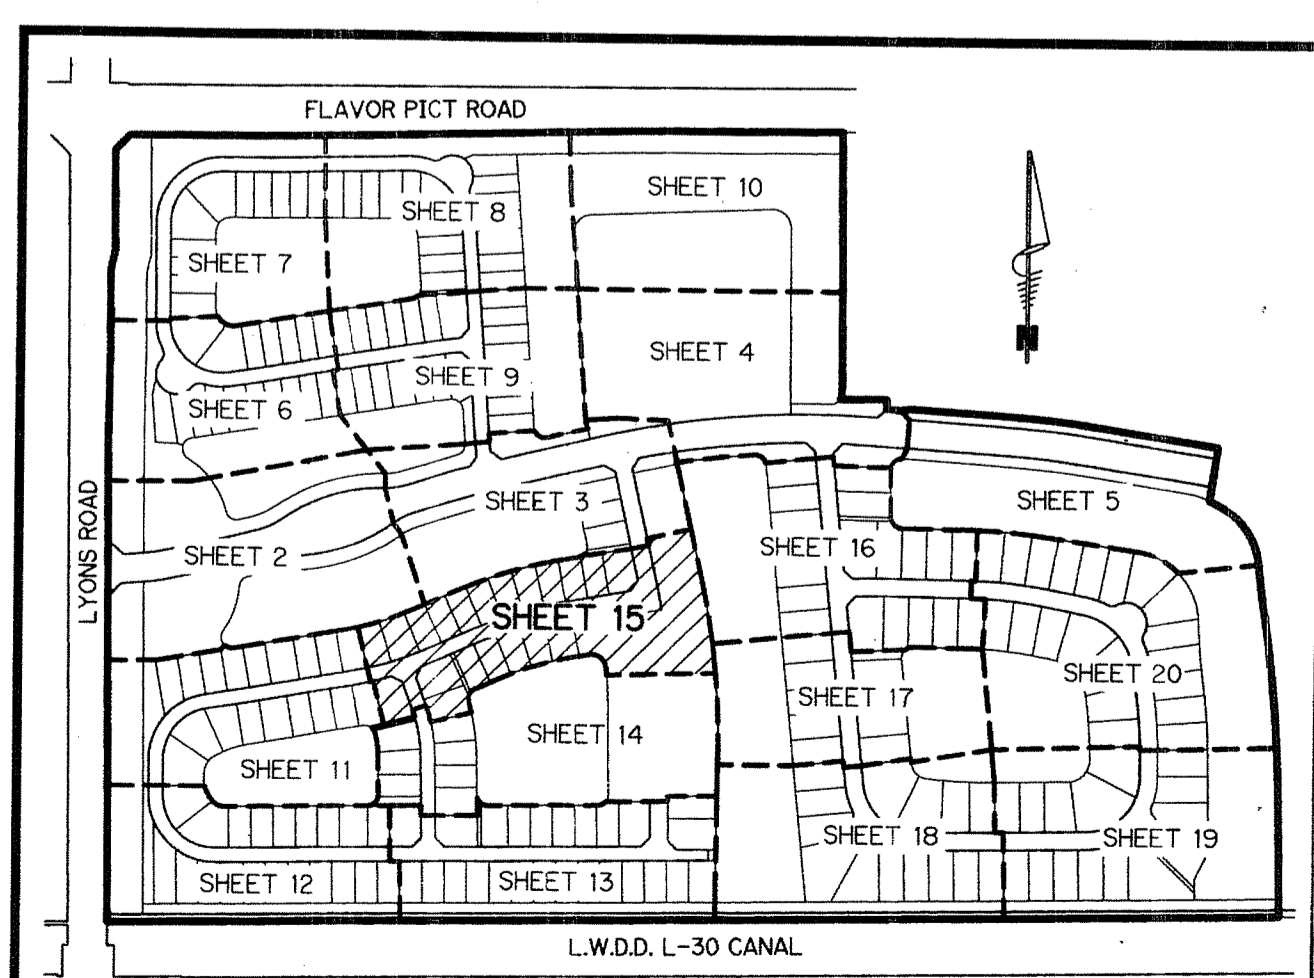 FLAVOR PICT ROAD
SHEET 10
SHEET 8
SHEET 7
SHEET 4
SHEET 9
SHEET 6
LYONS ROAD
SHEET 3
SHEET 5
SHEET 2
SHEET 16
SHEET 15
SHEET 20
SHEET 17
SHEET 14
SHEET 11
SHEET 18
SHEET 19
SHEET 12
SHEET 13
L.W.D.D. L-30 CANAL
N